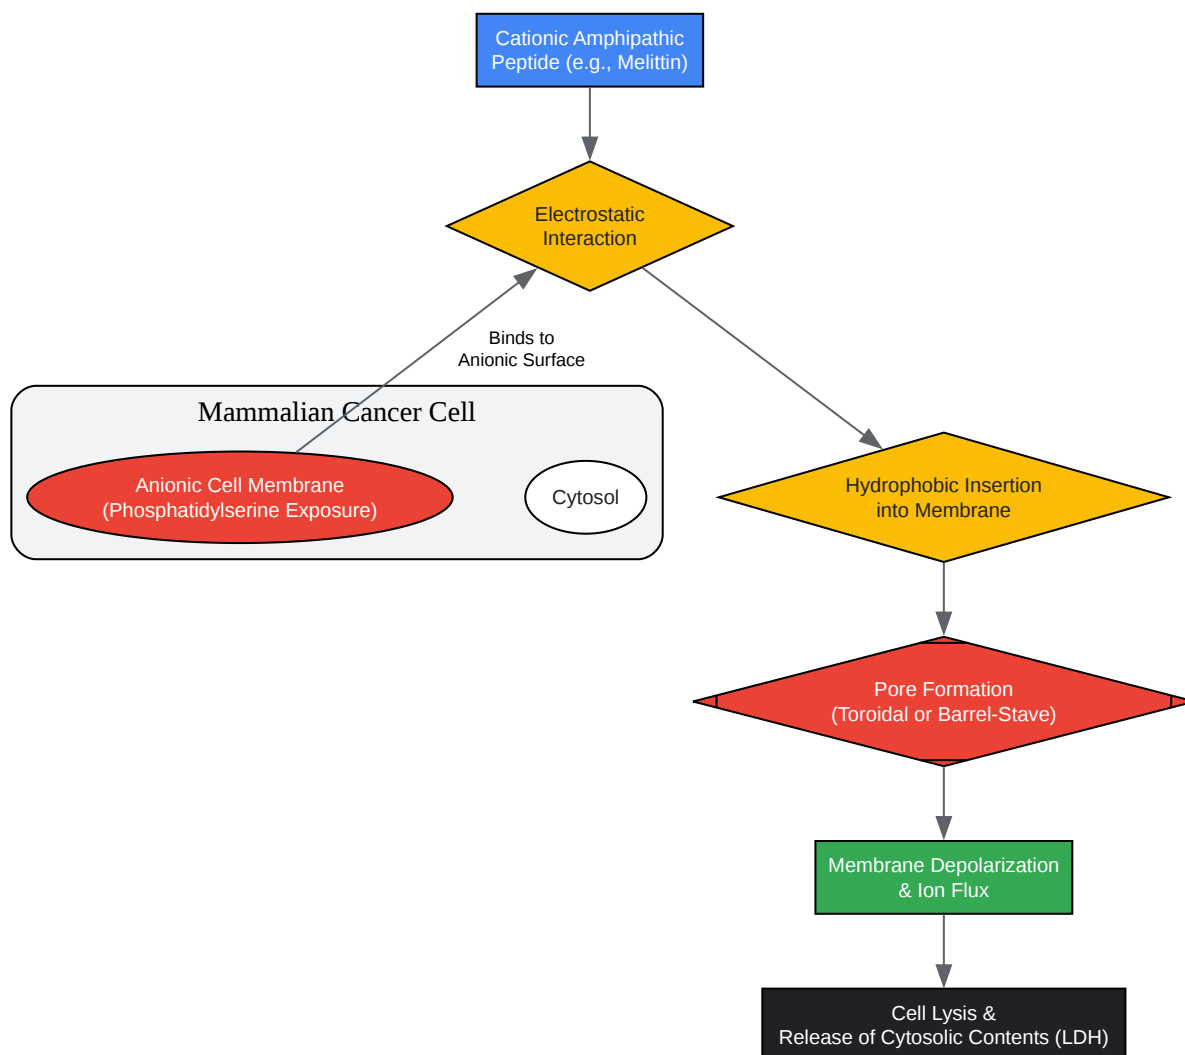 Cationic Amphipathic
Peptide (e.g., Melittin)
Electrostatic
Interaction
Binds to
Anionic Surface
Mammalian Cancer Cell
Anionic Cell Membrane
(Phosphatidylserine Exposure)
Cytosol
Hydrophobic Insertion
into Membrane
Pore Formation
(Toroidal or Barrel-Stave)
Membrane Depolarization
& Ion Flux
Cell Lysis &
Release of Cytosolic Contents (LDH)